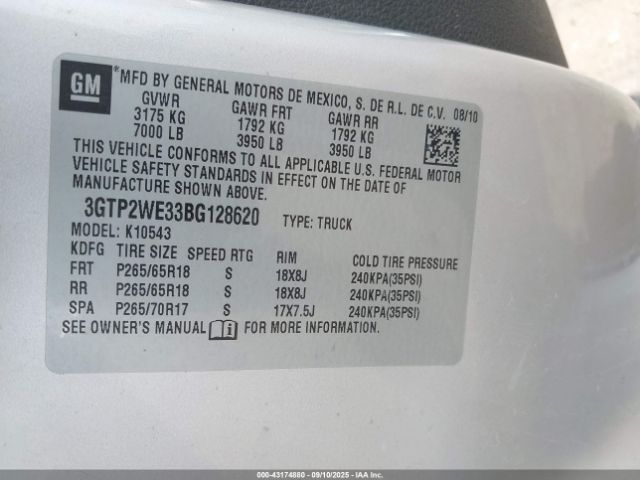 GM *MFD BY GENERAL MOTORS DE MEXICO, S. DE R.L. DE C.V. 08/10
GVWR GAWR FRT GAWR RR
3175 KG 1792 KG 1792 KG
7000 LB 3950 LB 3950 LB
THIS VEHICLE CONFORMS TO ALL APPLICABLE U.S. FEDERAL MOTOR
VEHICLE SAFETY STANDARDS IN EFFECT ON THE DATE OF
MANUFACTURE SHOWN ABOVE.
3GTP2WE33BG128620 TYPE: TRUCK
MODEL: K10543
KDFG TIRE SIZE SPEED RTG RIM COLD TIRE PRESSURE
FRT P265/65R18 S 18X8J 240KPA(35PSI)
RR P265/65R18 S 18X8J 240KPA(35PSI)
SPA P265/70R17 S 17X7.5J 240KPA(35PSI)
SEE OWNER'S MANUAL FOR MORE INFORMATION.
000-43174880 - 09/10/2025 - IAAI.COM